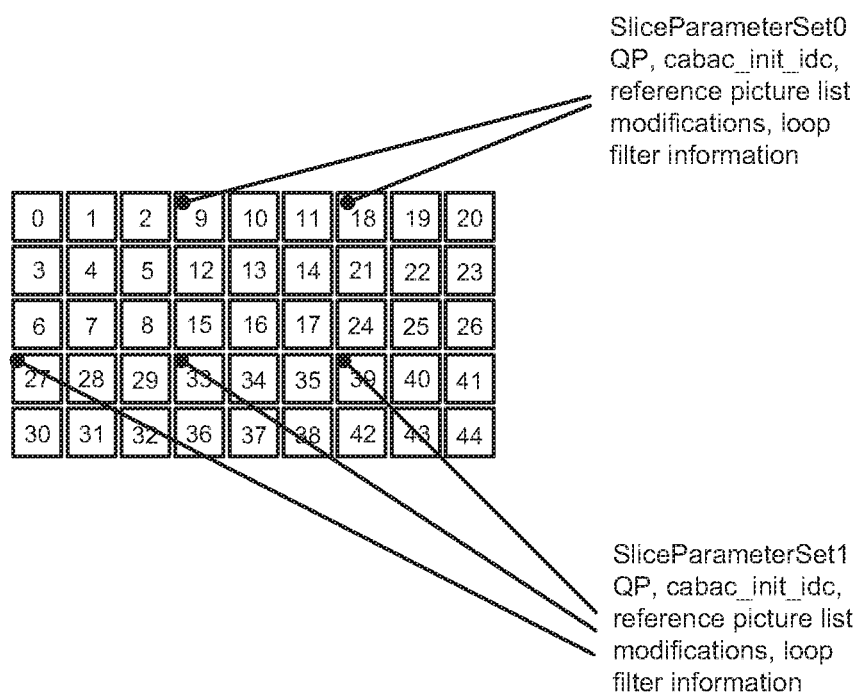 SliceParameterSet0
QP, cabac_init_idc,
reference picture list
modifications, loop
filter information
0 1 2 9 10 11 18 19 20
3 4 5 12 13 14 21 22 23
6 7 8 15 16 17 24 25 26
27 28 29 33 34 35 39 40 41
30 31 32 36 37 38 42 43 44
SliceParameterSet1
QP, cabac_init_idc,
reference picture list
modifications, loop
filter information